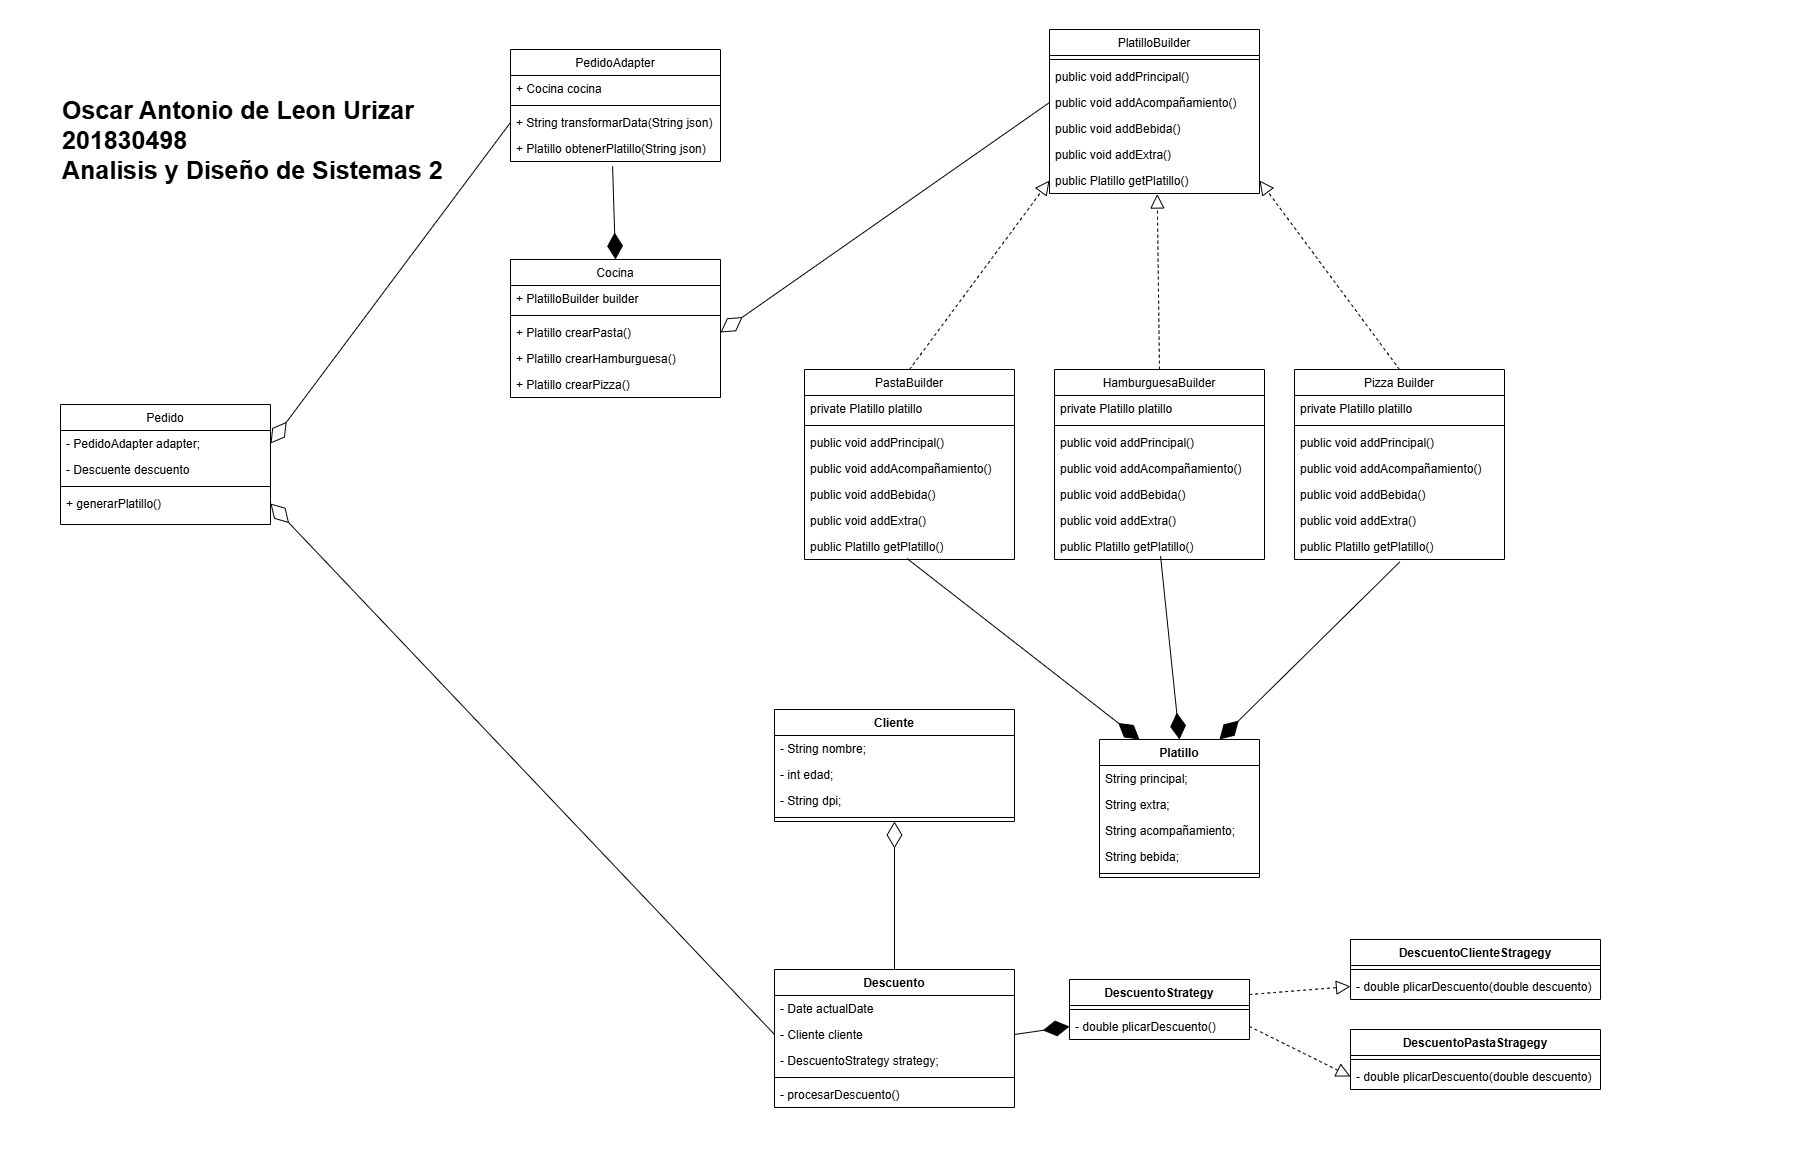 Oscar Antonio de Leon Urizar
201830498
Analisis y Diseño de Sistemas 2
PedidoAdapter
+ Cocina cocina
+ String transformarData(String json)
+ Platillo obtenerPlatillo(String json)
PlatilloBuilder
public void addPrincipal()
public void addAcompañamiento()
public void addBebida()
public void addExtra()
public Platillo getPlatillo()
Cocina
+ PlatilloBuilder builder
+ Platillo crearPasta()
+ Platillo crearHamburguesa()
+ Platillo crearPizza()
Pedido
- PedidoAdapter adapter;
- Descuente descuento
+ generarPlatillo()
PastaBuilder
private Platillo platillo
public void addPrincipal()
public void addAcompañamiento()
public void addBebida()
public void addExtra()
public Platillo getPlatillo()
HamburguesaBuilder
private Platillo platillo
public void addPrincipal()
public void addAcompañamiento()
public void addBebida()
public void addExtra()
public Platillo getPlatillo()
Pizza Builder
private Platillo platillo
public void addPrincipal()
public void addAcompañamiento()
public void addBebida()
public void addExtra()
public Platillo getPlatillo()
Cliente
- String nombre;
- int edad;
- String dpi;
Platillo
String principal;
String extra;
String acompañamiento;
String bebida;
Descuento
- Date actualDate
- Cliente cliente
- DescuentoStrategy strategy;
- procesarDescuento()
DescuentoStrategy
- double plicarDescuento()
DescuentoClienteStragegy
- double plicarDescuento(double descuento)
DescuentoPastaStragegy
- double plicarDescuento(double descuento)